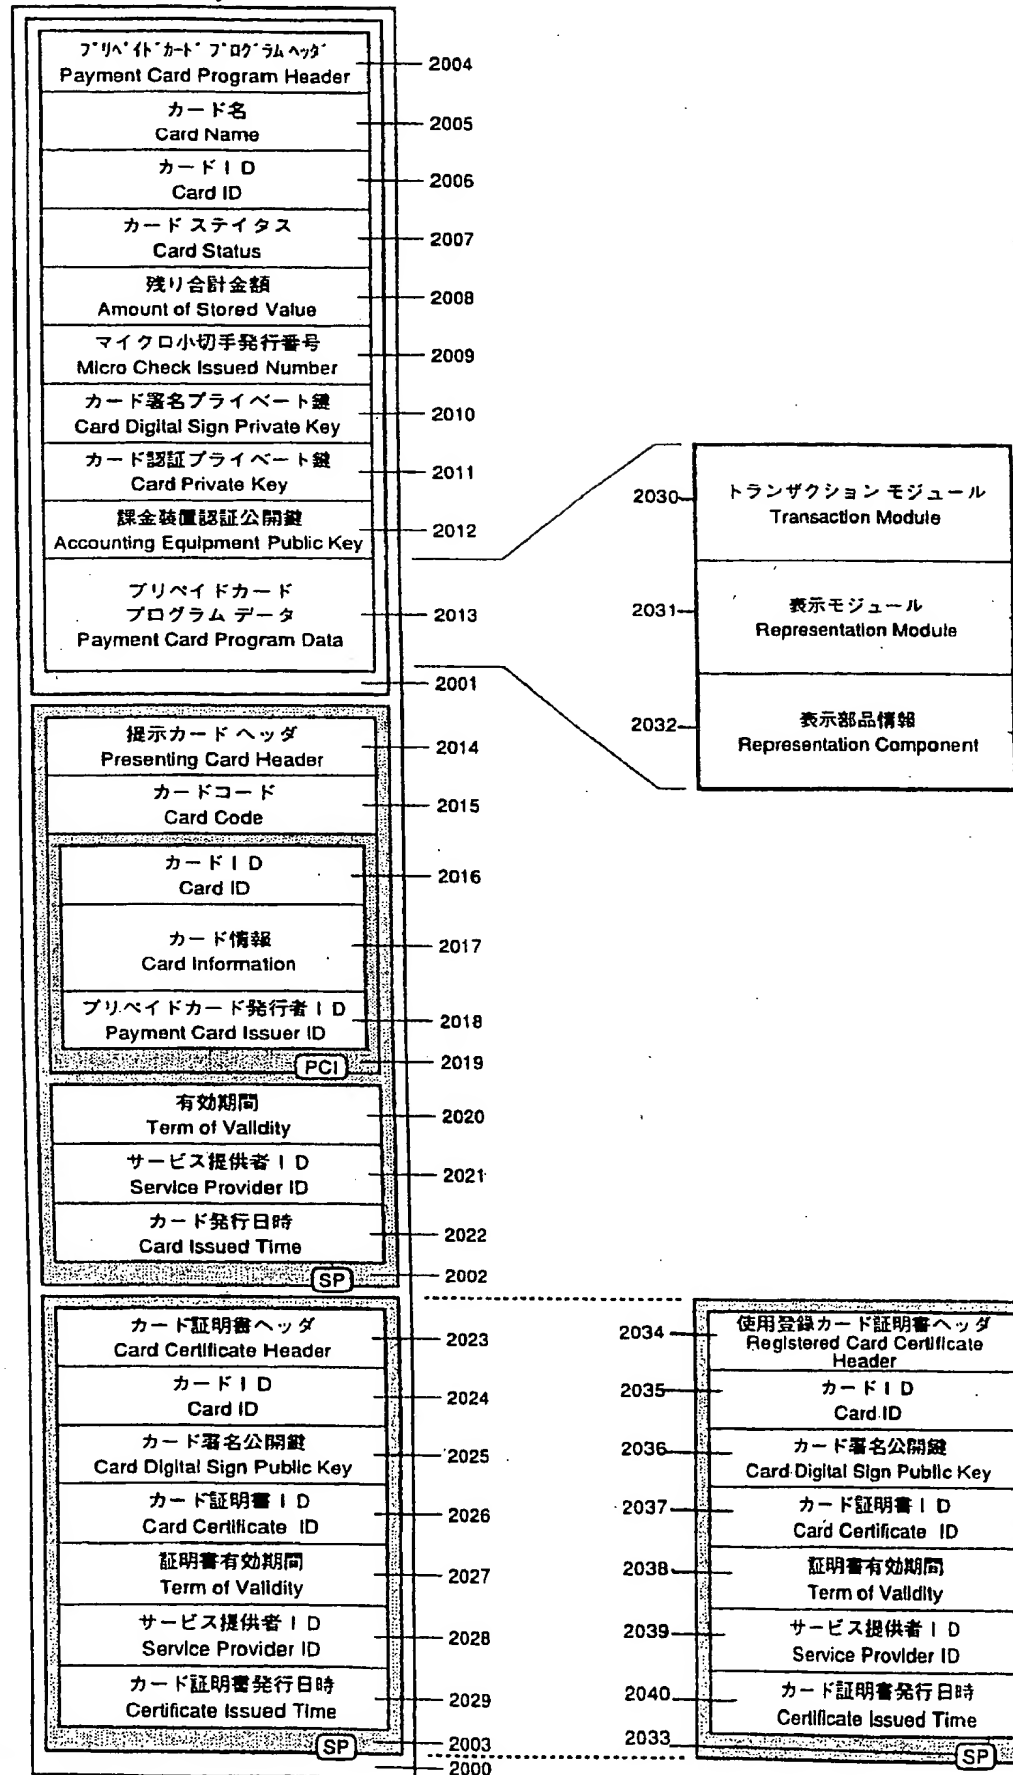 プリペイドカード プログラム ヘッダ
Payment Card Program Header
2004
カード名
Card Name
2005
カードID
Card ID
2006
カード ステイタス
Card Status
2007
残り合計金額
Amount of Stored Value
2008
マイクロ小切手発行番号
Micro Check Issued Number
2009
カード署名プライベート鍵
Card Digital Sign Private Key
2010
カード認証プライベート鍵
Card Private Key
2011
課金装置認証公開鍵
Accounting Equipment Public Key
2012
プリペイドカード
プログラム データ
Payment Card Program Data
2013
2001
2030
トランザクション モジュール
Transaction Module
2031
表示モジュール
Representation Module
2032
表示部品情報
Representation Component
提示カード ヘッダ
Presenting Card Header
2014
カードコード
Card Code
2015
カードID
Card ID
2016
カード情報
Card Information
2017
プリペイドカード発行者ID
Payment Card Issuer ID
2018
PCI
2019
有効期間
Term of Validity
2020
サービス提供者ID
Service Provider ID
2021
カード発行日時
Card Issued Time
2022
SP
2002
カード証明書ヘッダ
Card Certificate Header
2023
カードID
Card ID
2024
カード署名公開鍵
Card Digital Sign Public Key
2025
カード証明書ID
Card Certificate ID
2026
証明書有効期間
Term of Validity
2027
サービス提供者ID
Service Provider ID
2028
カード証明書発行日時
Certificate Issued Time
2029
SP
2003
2000
2034
使用登録カード証明書ヘッダ
Registered Card Certificate
Header
2035
カードID
Card ID
2036
カード署名公開鍵
Card Digital Sign Public Key
2037
カード証明書ID
Card Certificate ID
2038
証明書有効期間
Term of Validity
2039
サービス提供者ID
Service Provider ID
2040
カード証明書発行日時
Certificate Issued Time
2033
SP